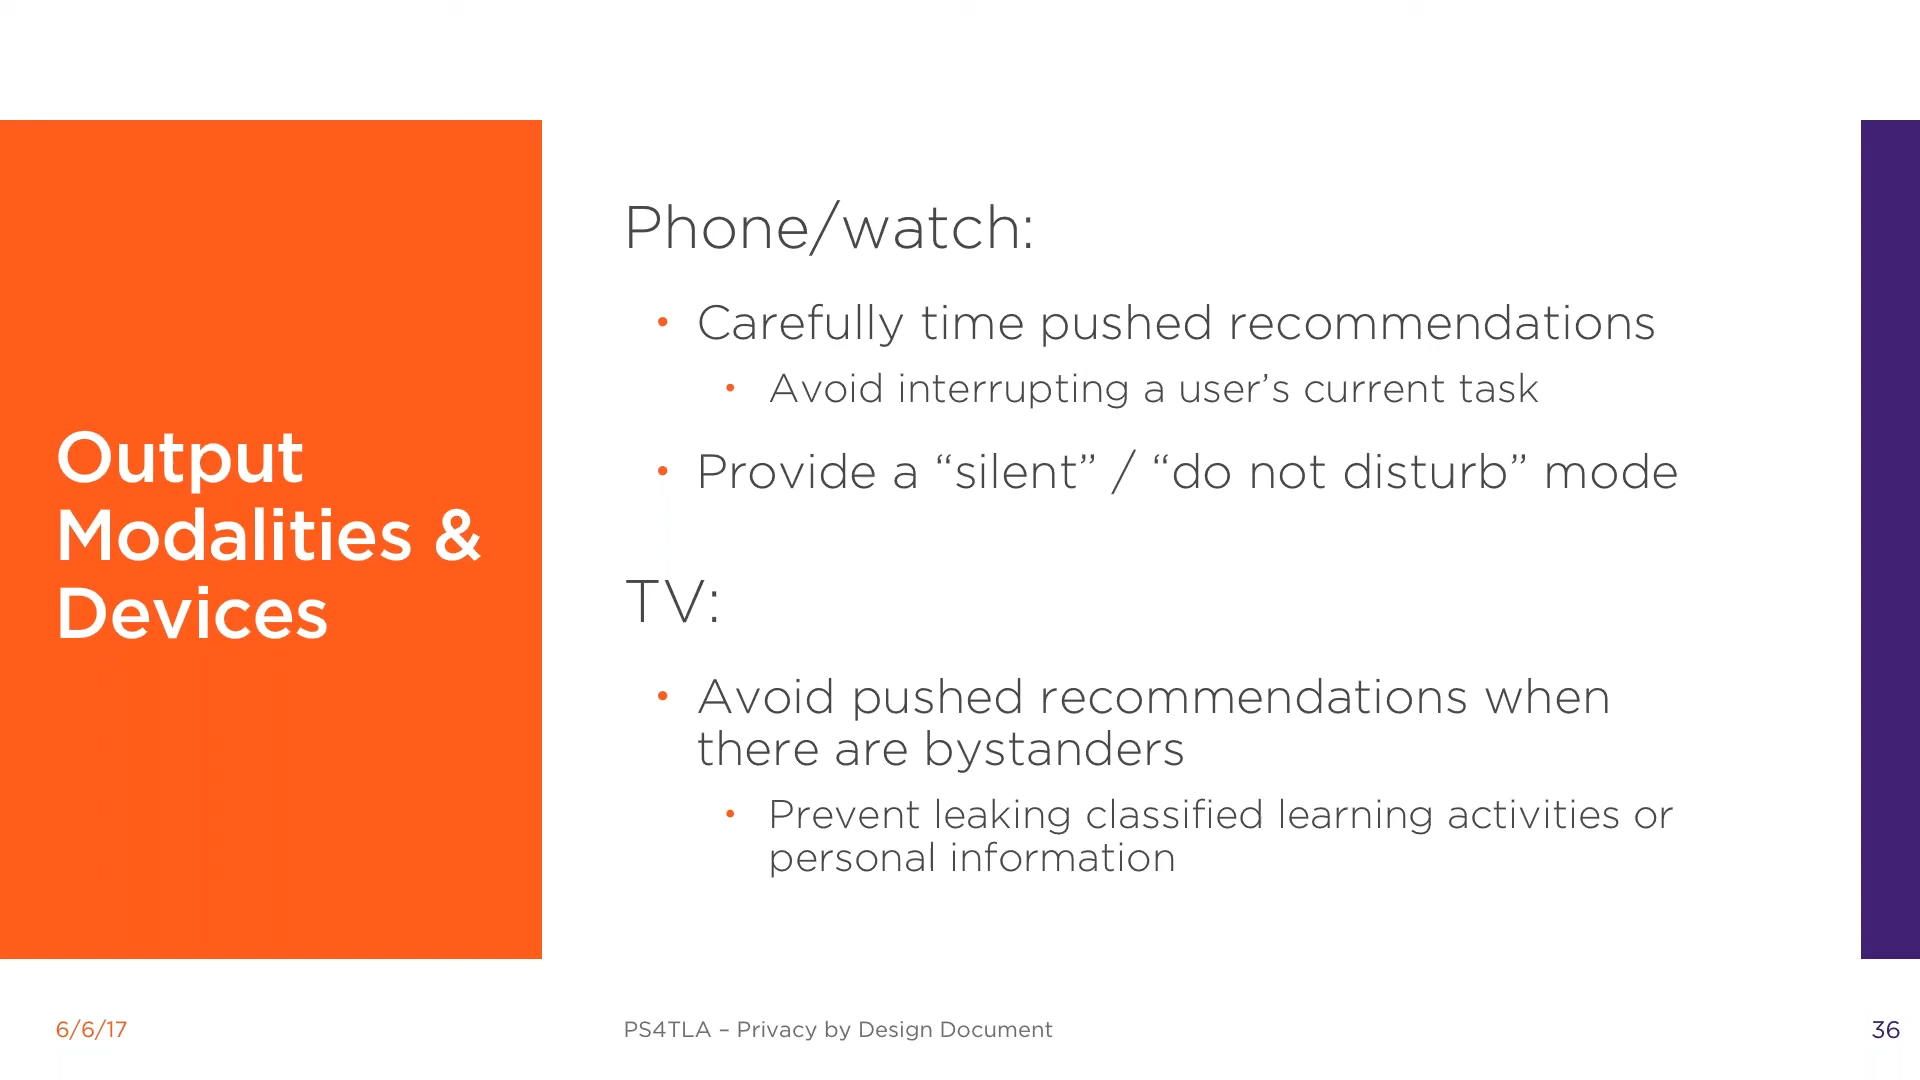 Output
Modalities &
Devices
Phone/watch:
• Carefully time pushed recommendations
• Avoid interrupting a user’s current task
• Provide a “silent” / “do not disturb” mode
TV:
• Avoid pushed recommendations when
there are bystanders
• Prevent leaking classified learning activities or
personal information
6/6/17
PS4TLA – Privacy by Design Document
36